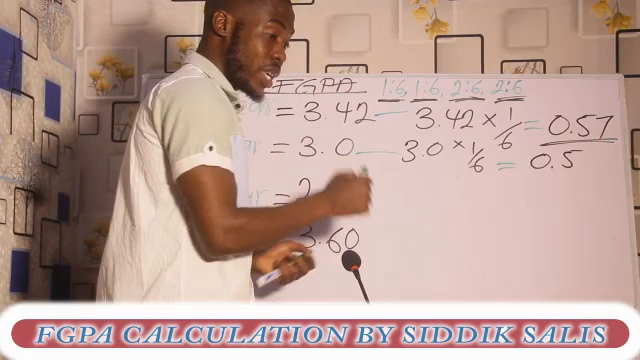 FGPA 1:6, 1:6, 2:6, 2:6
= 3.42 — 3.42 × 1/6 = 0.57
= 3.0 — 3.0 × 1/6 = 0.5
= 2
3.60
FGPA CALCULATION BY SIDDIK SALIS